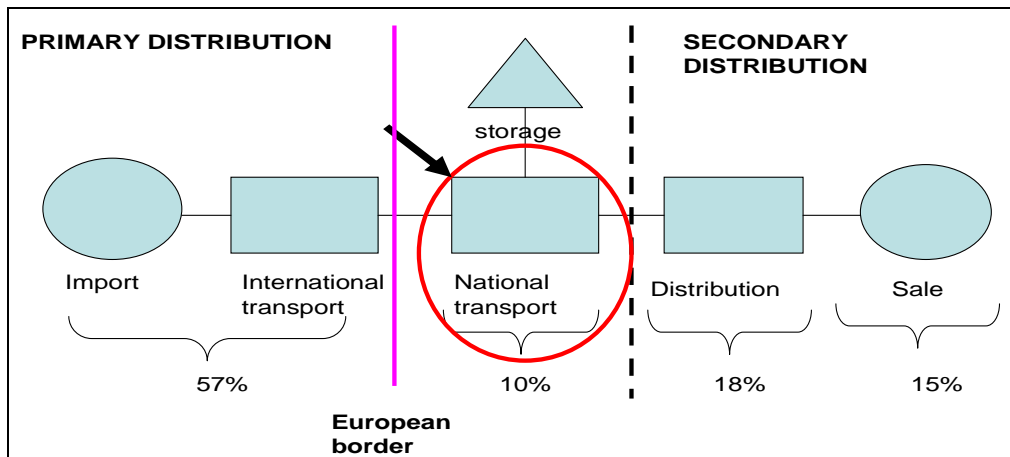 PRIMARY DISTRIBUTION
SECONDARY
DISTRIBUTION
storage
Import
International
transport
National
transport
Distribution
Sale
57%
10%
18%
15%
European
border